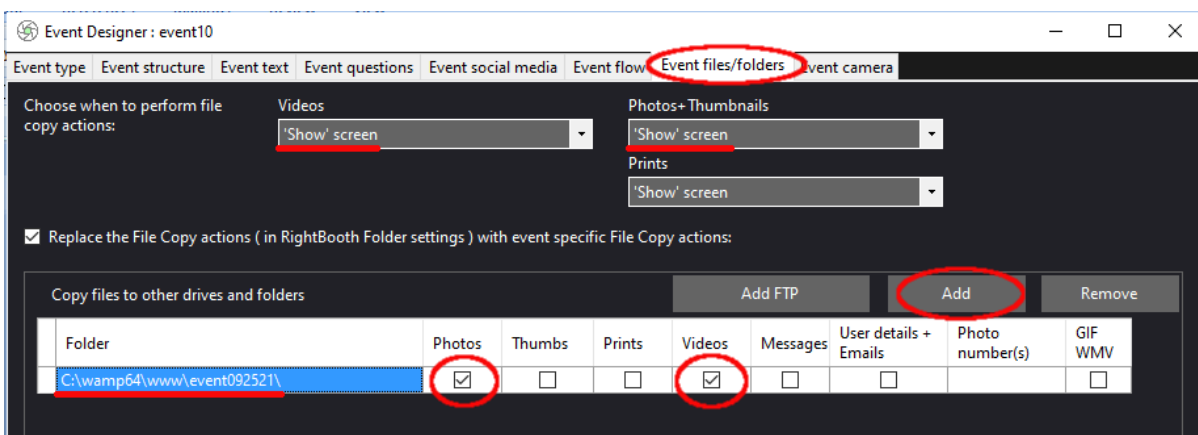 Event Designer : event10
Event type Event structure Event text Event questions Event social media Event flow Event files/folders Event camera
Choose when to perform file copy actions:
Videos
'Show' screen
Photos+Thumbnails
'Show' screen
Prints
'Show' screen
Replace the File Copy actions ( in RightBooth Folder settings ) with event specific File Copy actions:
Copy files to other drives and folders
Add FTP Add Remove
Folder Photos Thumbs Prints Videos Messages User details + Emails Photo number(s) GIF WMV
C:\wamp64\www\event092521\